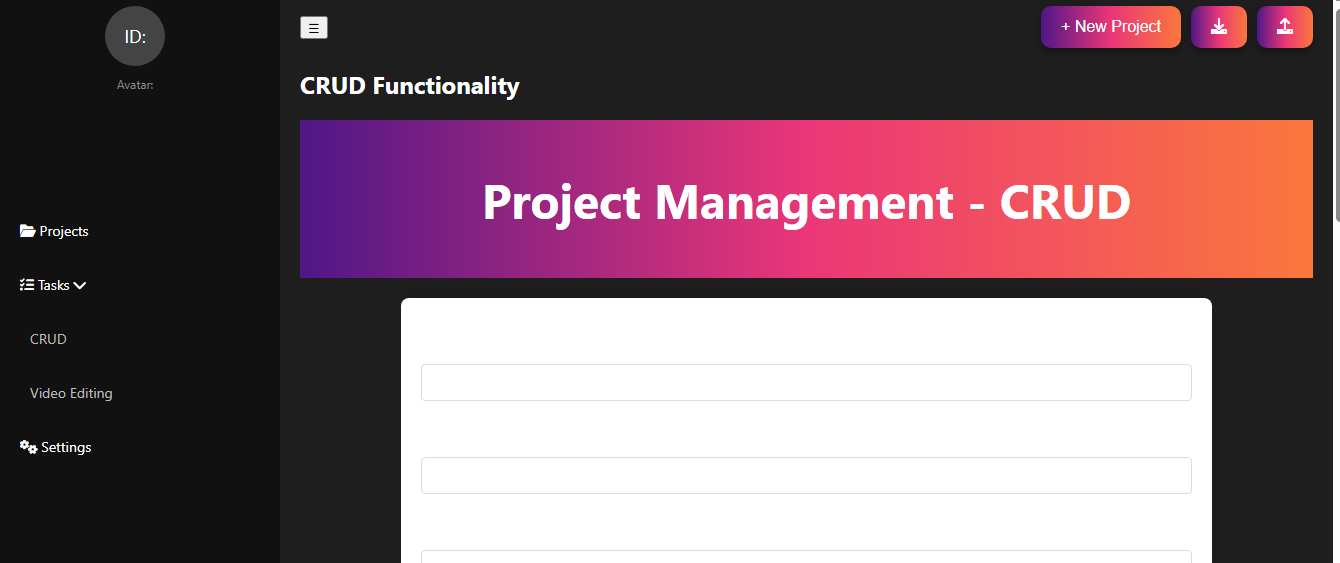 ID:
Avatar:
Projects
Tasks
CRUD
Video Editing
Settings
+ New Project
CRUD Functionality
Project Management - CRUD